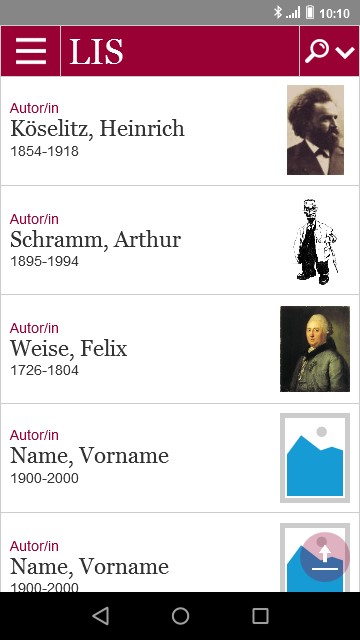 10:10
LIS
Autor/in
Köselitz, Heinrich
1854-1918
Autor/in
Schramm, Arthur
1895-1994
Autor/in
Weise, Felix
1726-1804
Autor/in
Name, Vorname
1900-2000
Autor/in
Name, Vorname
1900-2000